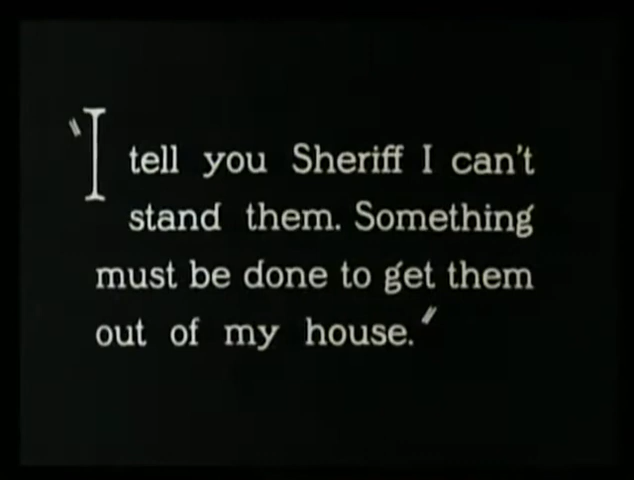 "I tell you Sheriff I can't
stand them. Something
must be done to get them
out of my house."